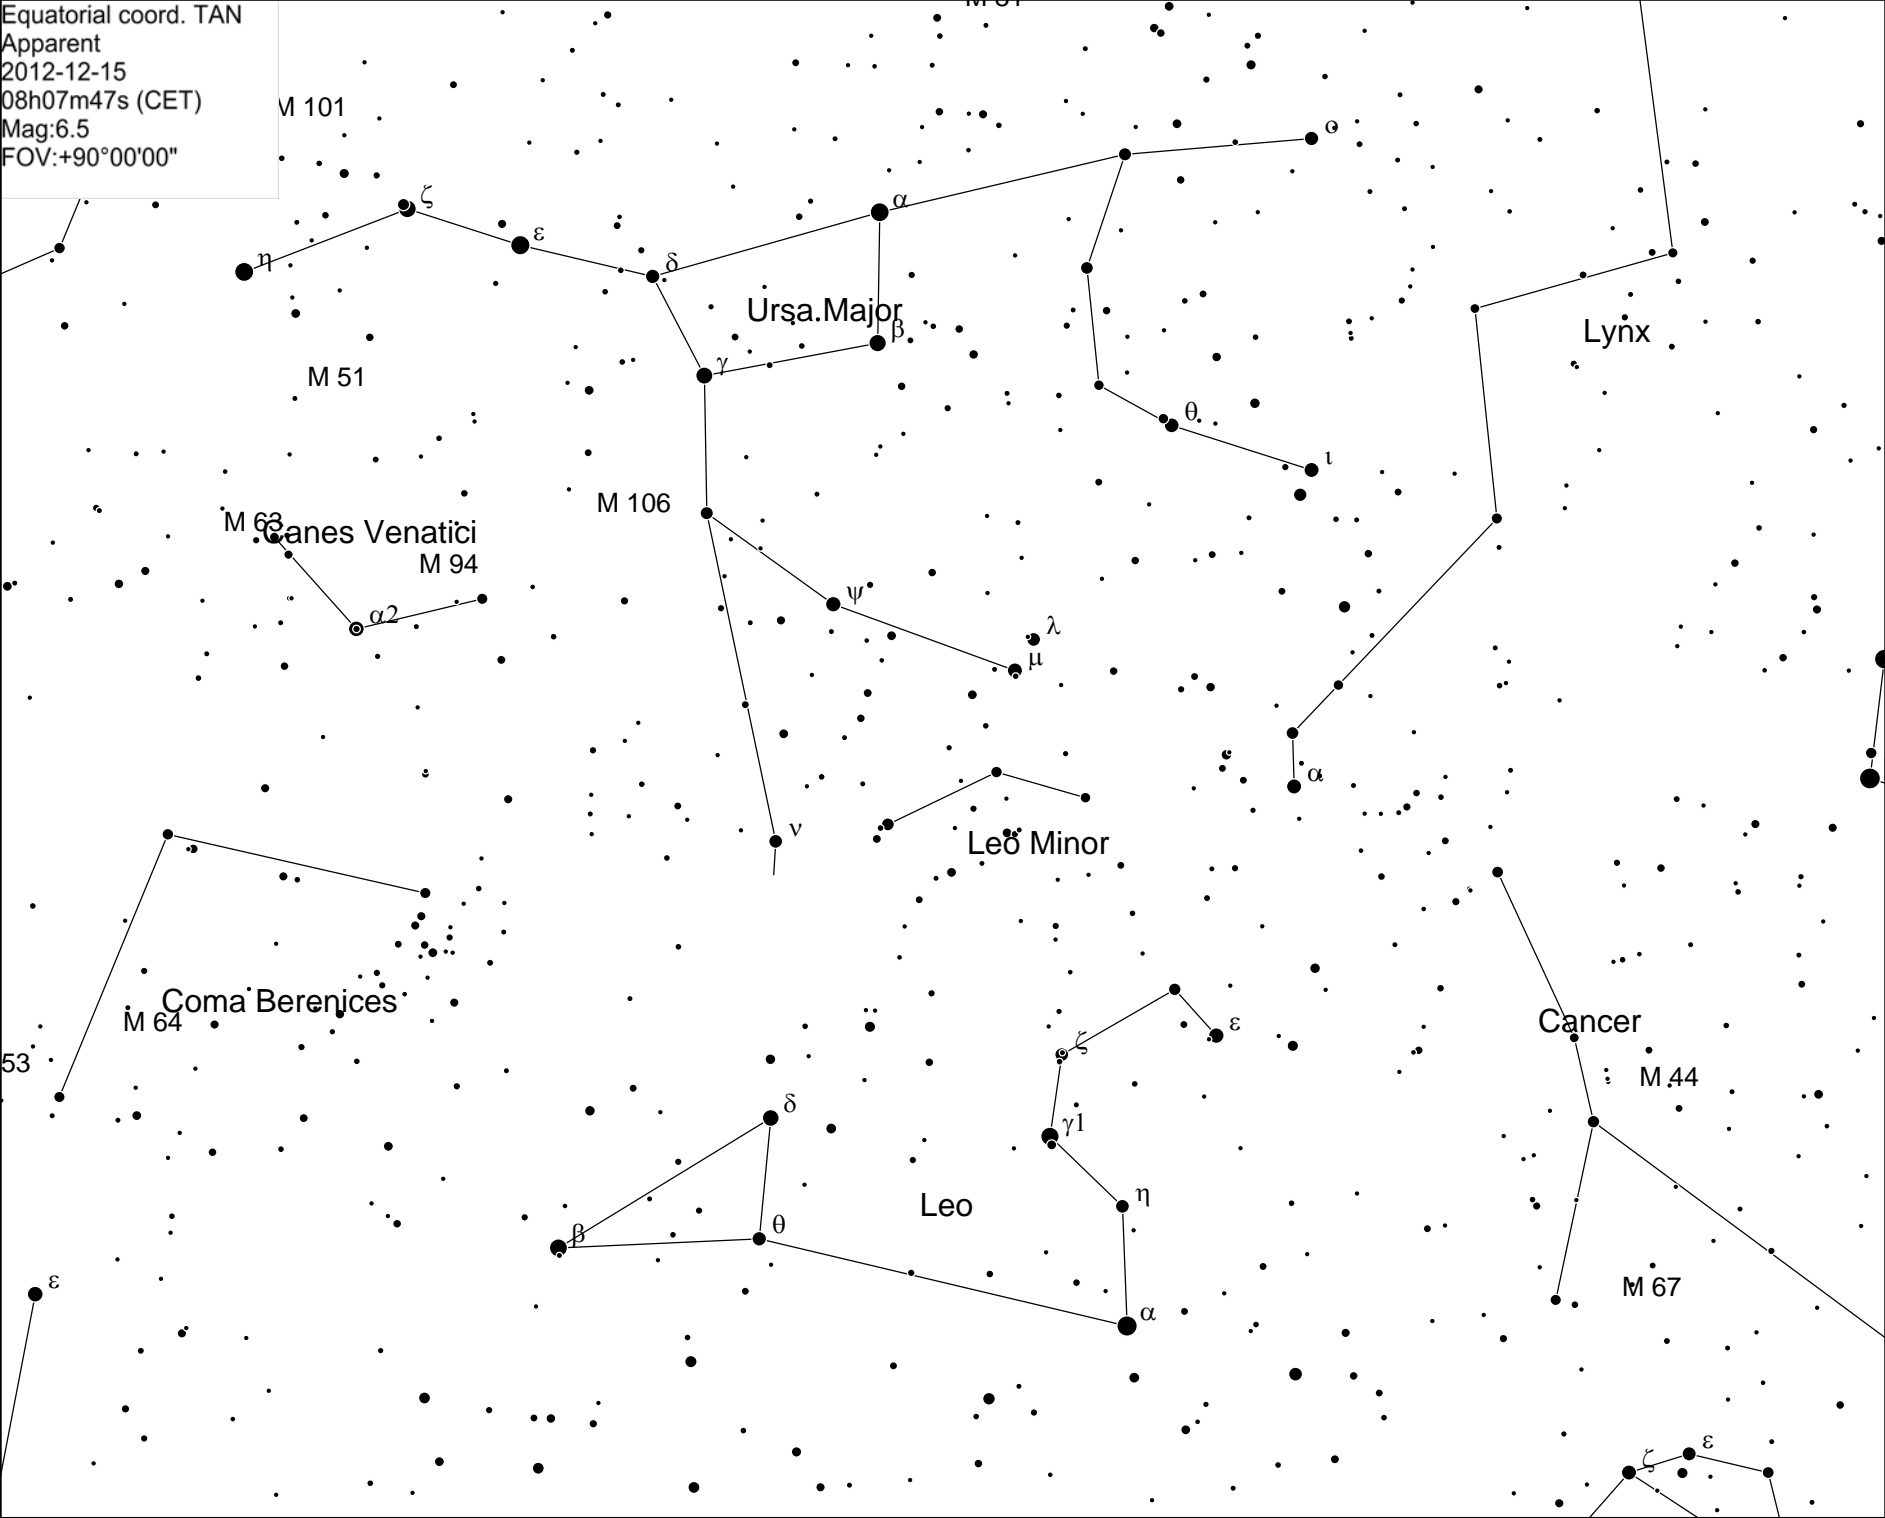 M 81
Equatorial coord. TAN
Apparent
2012-12-15
08h07m47s (CET)
Mag:6.5
FOV:+90°00'00"
M 101
ο
ζ
α
ε
η
δ
Ursa Major
β
Lynx
γ
M 51
θ
ι
M 106
M 63
Canes Venatici
M 94
ψ
α2
λ
μ
α
ν
Leo Minor
Coma Berenices
M 64
ε
Cancer
ζ
53
M 44
δ
γ1
η
Leo
θ
β
ε
M 67
α
ε
ζ